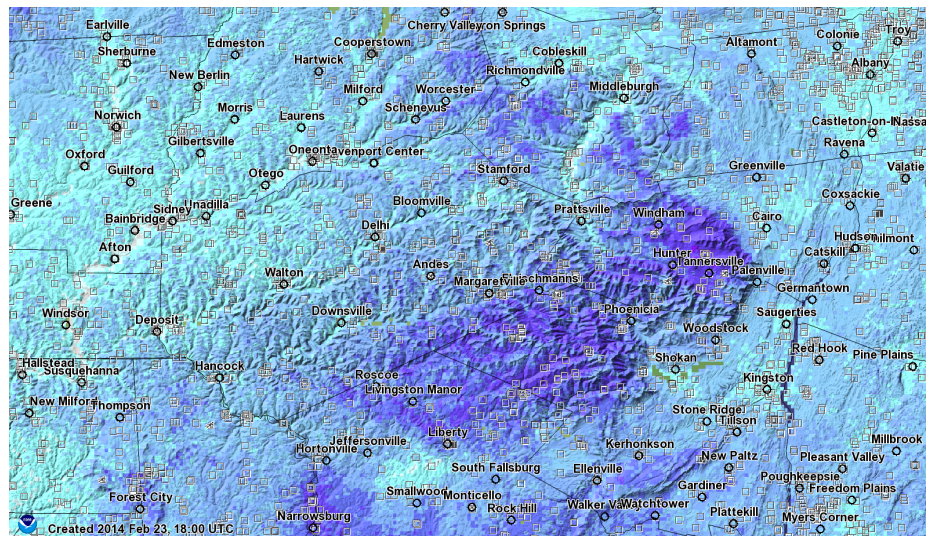 Earlville
Cherry Valley
on Springs
Troy
Sherburne
Edmeston
Cooperstown
Colonie
Altamont
Hartwick
Cobleskill
Albany
New Berlin
Richmondville
Milford
Worcester
Middleburgh
Norwich
Morris
Laurens
Schenevus
Castleton-on-
Nassa
Oxford
Gilbertsville
Oneonta
venport Center
Ravena
Guilford
Otego
Stamford
Greenville
Valatie
Greene
Bainbridge
Sidney
Unadilla
Bloomville
Prattsville
Windham
Coxsackie
Cairo
Afton
Delhi
Hudson
ilmont
Walton
Andes
Margaretville
Fleischmanns
Hunter
Tannersville
Palenville
Catskill
Germantown
Windsor
Deposit
Downsville
Phoenicia
Woodstock
Saugerties
Hallstead
Susquehanna
Hancock
Roscoe
Livingston Manor
Shokan
Kingston
Red Hook
Pine Plains
New Milford
Thompson
Stone Ridge
Tillson
Hortonville
Jeffersonville
Liberty
Kerhonkson
New Paltz
Millbrook
Pleasant Valley
Forest City
South Fallsburg
Ellenville
Gardiner
Poughkeepsie
Freedom Plains
Smallwood
Monticello
Rock Hill
Walker Valley
Watchtower
Plattekill
Myers Corner
Narrowsburg
Created 2014 Feb 23, 18:00 UTC